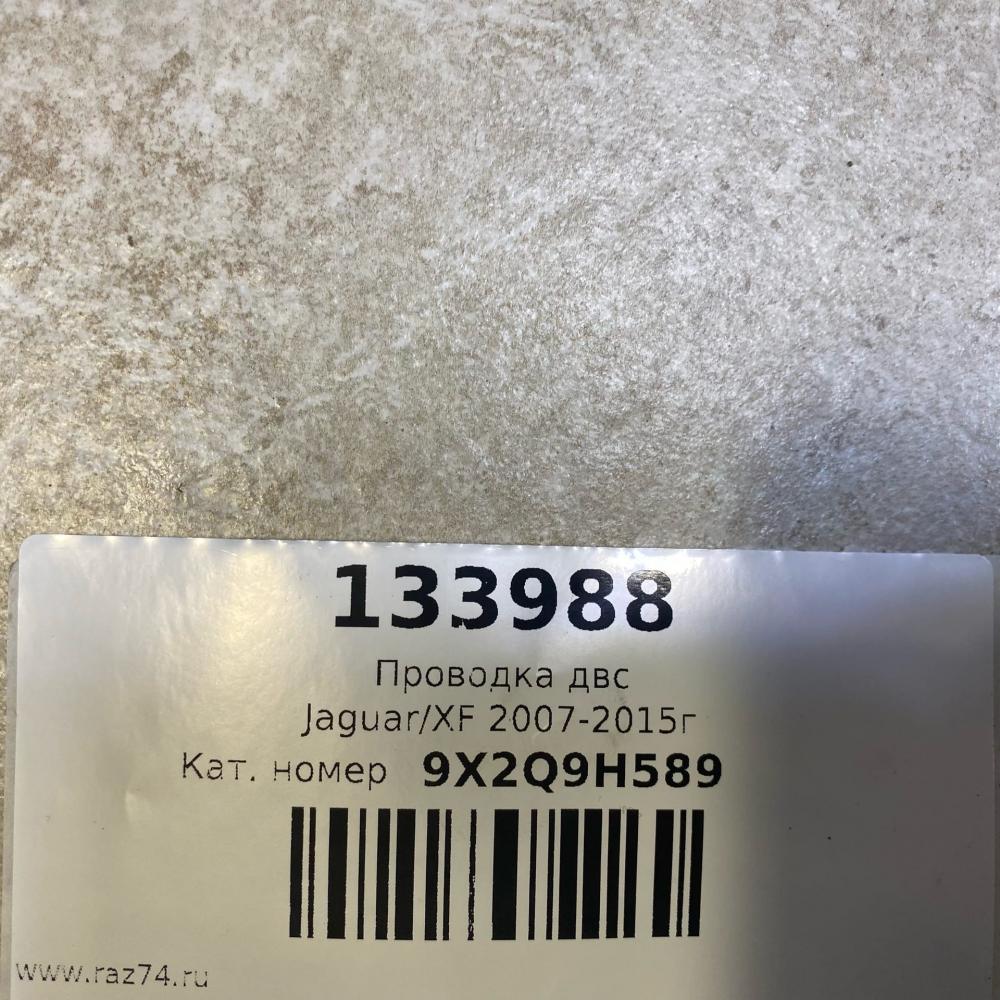 133988
Проводка двс
Jaguar/XF 2007-2015г
Кат. номер 9X2Q9H589
www.raz74.ru